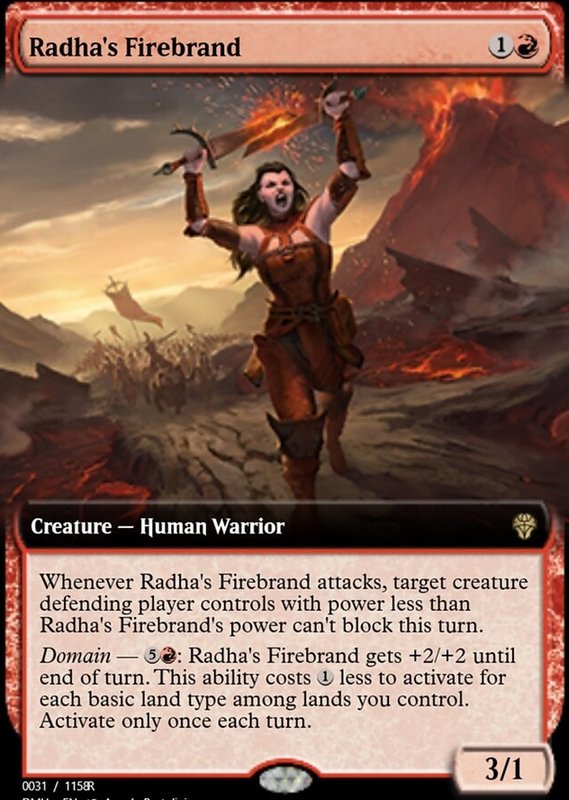 Radha's Firebrand 1
Creature — Human Warrior
Whenever Radha's Firebrand attacks, target creature
defending player controls with power less than
Radha's Firebrand's power can't block this turn.
Domain — 5 : Radha's Firebrand gets +2/+2 until
end of turn. This ability costs 1 less to activate for
each basic land type among lands you control.
Activate only once each turn.
3/1
0031 / 1158R